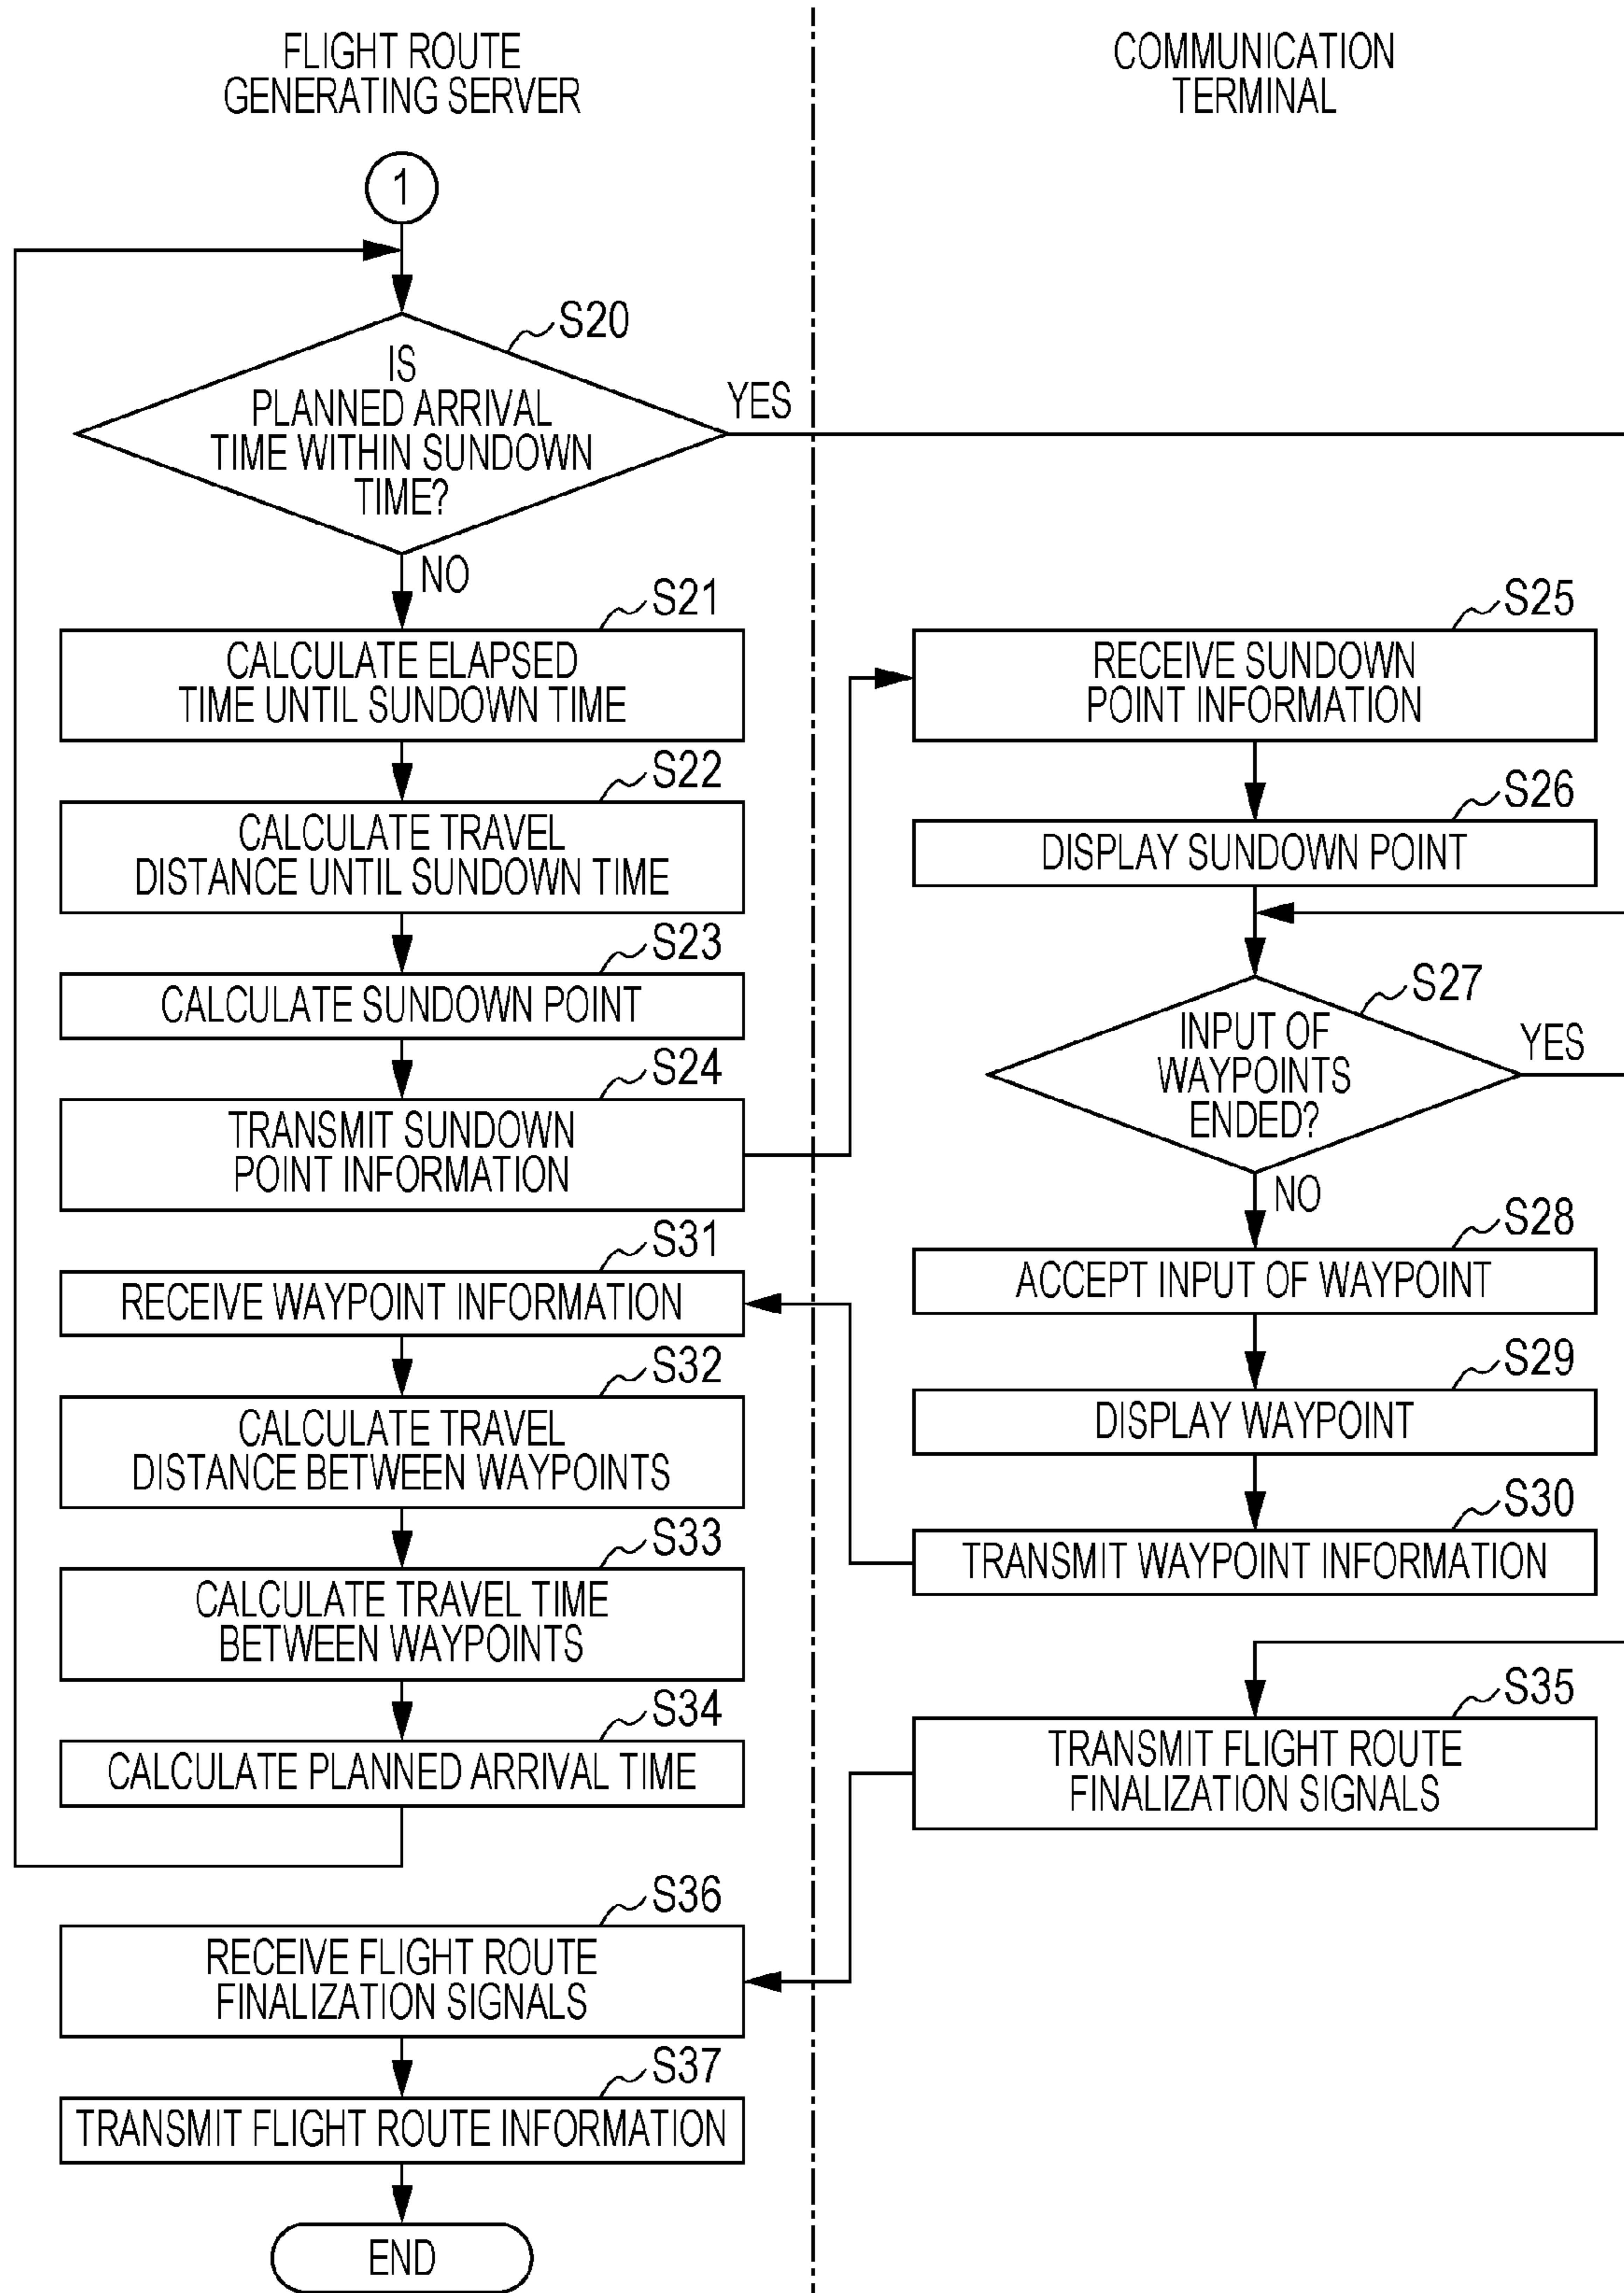 FLIGHT ROUTE
GENERATING SERVER
1
S20
IS
PLANNED ARRIVAL
TIME WITHIN SUNDOWN
TIME?
YES
NO
S21
CALCULATE ELAPSED
TIME UNTIL SUNDOWN TIME
S22
CALCULATE TRAVEL
DISTANCE UNTIL SUNDOWN TIME
S23
CALCULATE SUNDOWN POINT
S24
TRANSMIT SUNDOWN
POINT INFORMATION
S31
RECEIVE WAYPOINT INFORMATION
S32
CALCULATE TRAVEL
DISTANCE BETWEEN WAYPOINTS
S33
CALCULATE TRAVEL TIME
BETWEEN WAYPOINTS
S34
CALCULATE PLANNED ARRIVAL TIME
S36
RECEIVE FLIGHT ROUTE
FINALIZATION SIGNALS
S37
TRANSMIT FLIGHT ROUTE INFORMATION
END
COMMUNICATION
TERMINAL
S25
RECEIVE SUNDOWN
POINT INFORMATION
S26
DISPLAY SUNDOWN POINT
S27
INPUT OF
WAYPOINTS
ENDED?
YES
NO
S28
ACCEPT INPUT OF WAYPOINT
S29
DISPLAY WAYPOINT
S30
TRANSMIT WAYPOINT INFORMATION
S35
TRANSMIT FLIGHT ROUTE
FINALIZATION SIGNALS